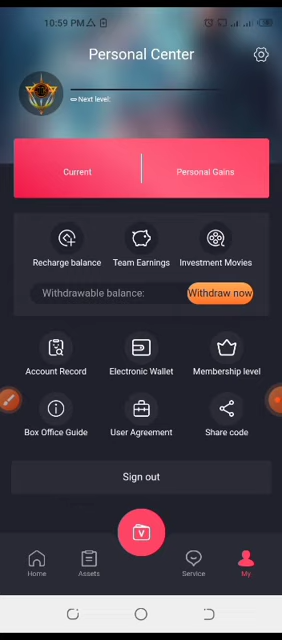 10:59 PM
Personal Center
Next level:
Current
Personal Gains
Recharge balance
Team Earnings
Investment Movies
Withdrawable balance:
Withdraw now
Account Record
Electronic Wallet
Membership level
Box Office Guide
User Agreement
Share code
Sign out
V
Home
Assets
Service
My